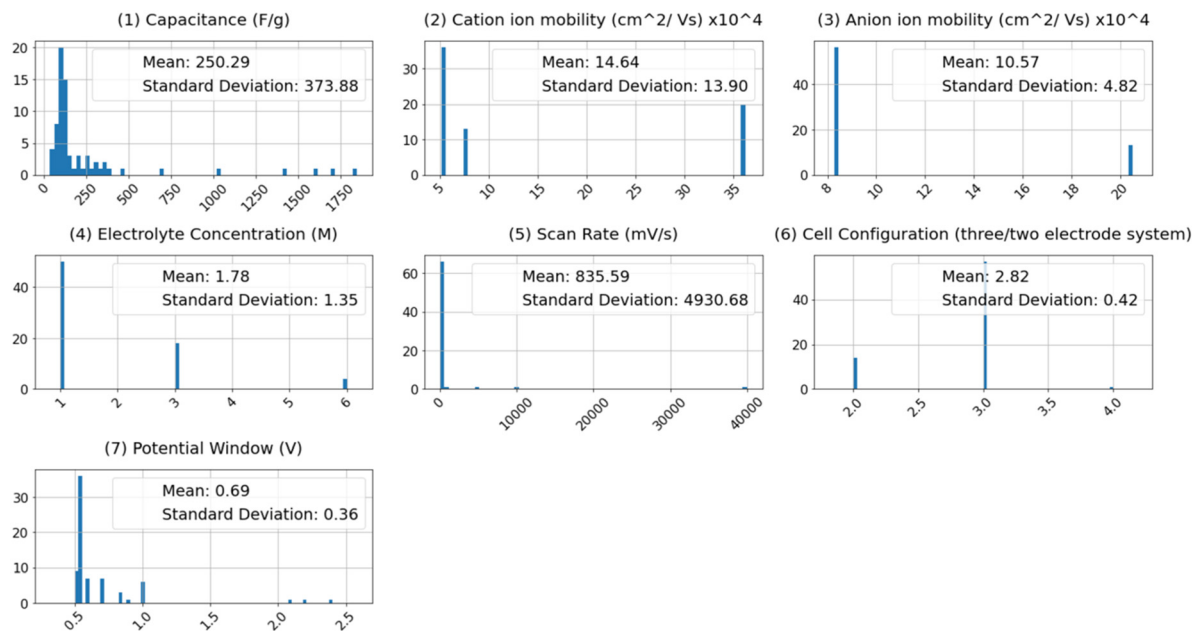 (1) Capacitance (F/g)
20
15
10
5
0
Mean: 250.29
Standard Deviation: 373.88
0 250 500 750 1000 1250 1500 1750
(2) Cation ion mobility (cm^2/ Vs) x10^4
30
20
10
0
Mean: 14.64
Standard Deviation: 13.90
5 10 15 20 25 30 35
(3) Anion ion mobility (cm^2/ Vs) x10^4
40
20
0
Mean: 10.57
Standard Deviation: 4.82
8 10 12 14 16 18 20
(4) Electrolyte Concentration (M)
40
20
0
Mean: 1.78
Standard Deviation: 1.35
1 2 3 4 5 6
(5) Scan Rate (mV/s)
60
40
20
0
Mean: 835.59
Standard Deviation: 4930.68
0 10000 20000 30000 40000
(6) Cell Configuration (three/two electrode system)
40
20
0
Mean: 2.82
Standard Deviation: 0.42
2.0 2.5 3.0 3.5 4.0
(7) Potential Window (V)
30
20
10
0
Mean: 0.69
Standard Deviation: 0.36
0.5 1.0 1.5 2.0 2.5